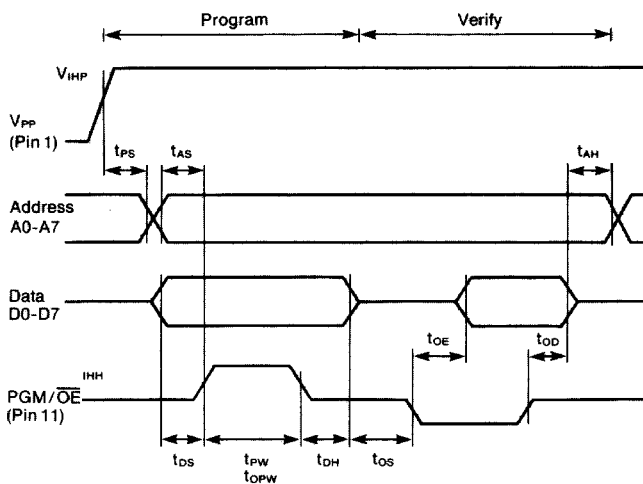 Program
Verify
VIHP
VPP
(Pin 1)
tPS
tAS
tAH
Address
A0-A7
Data
D0-D7
tOE
tOD
IHH
PGM/O̅E̅
(Pin 11)
tDS
tPW
tOPW
tDH
tOS